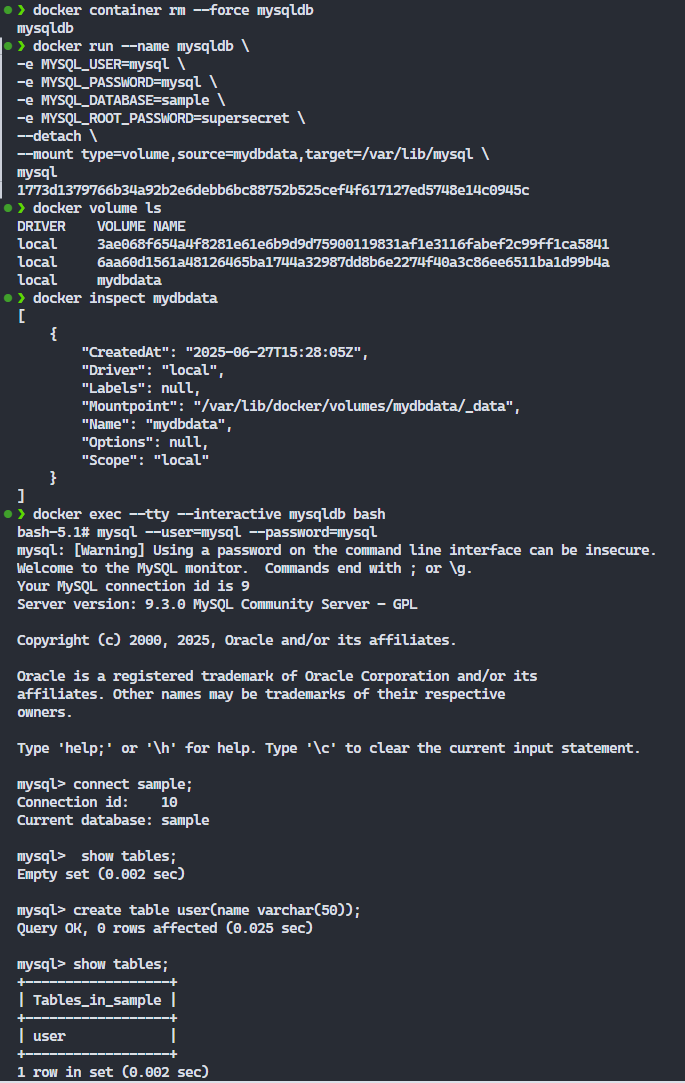 ❯ docker container rm --force mysqldb
mysqldb
❯ docker run --name mysqldb \
-e MYSQL_USER=mysql \
-e MYSQL_PASSWORD=mysql \
-e MYSQL_DATABASE=sample \
-e MYSQL_ROOT_PASSWORD=supersecret \
--detach \
--mount type=volume,source=mydbdata,target=/var/lib/mysql \
mysql
1773d1379766b34a92b2e6debb6bc88752b525cef4f617127ed5748e14c0945c
❯ docker volume ls
DRIVER    VOLUME NAME
local     3ae068f654a4f8281e61e6b9d9d75900119831af1e3116fabef2c99ff1ca5841
local     6aa60d1561a48126465ba1744a32987dd8b6e2274f40a3c86ee6511ba1d99b4a
local     mydbdata
❯ docker inspect mydbdata
[
    {
        "CreatedAt": "2025-06-27T15:28:05Z",
        "Driver": "local",
        "Labels": null,
        "Mountpoint": "/var/lib/docker/volumes/mydbdata/_data",
        "Name": "mydbdata",
        "Options": null,
        "Scope": "local"
    }
]
❯ docker exec --tty --interactive mysqldb bash
bash-5.1# mysql --user=mysql --password=mysql
mysql: [Warning] Using a password on the command line interface can be insecure.
Welcome to the MySQL monitor.  Commands end with ; or \g.
Your MySQL connection id is 9
Server version: 9.3.0 MySQL Community Server - GPL

Copyright (c) 2000, 2025, Oracle and/or its affiliates.

Oracle is a registered trademark of Oracle Corporation and/or its
affiliates. Other names may be trademarks of their respective
owners.

Type 'help;' or '\h' for help. Type '\c' to clear the current input statement.

mysql> connect sample;
Connection id:    10
Current database: sample

mysql>  show tables;
Empty set (0.002 sec)

mysql> create table user(name varchar(50));
Query OK, 0 rows affected (0.025 sec)

mysql> show tables;
+------------------+
| Tables_in_sample |
+------------------+
| user             |
+------------------+
1 row in set (0.002 sec)